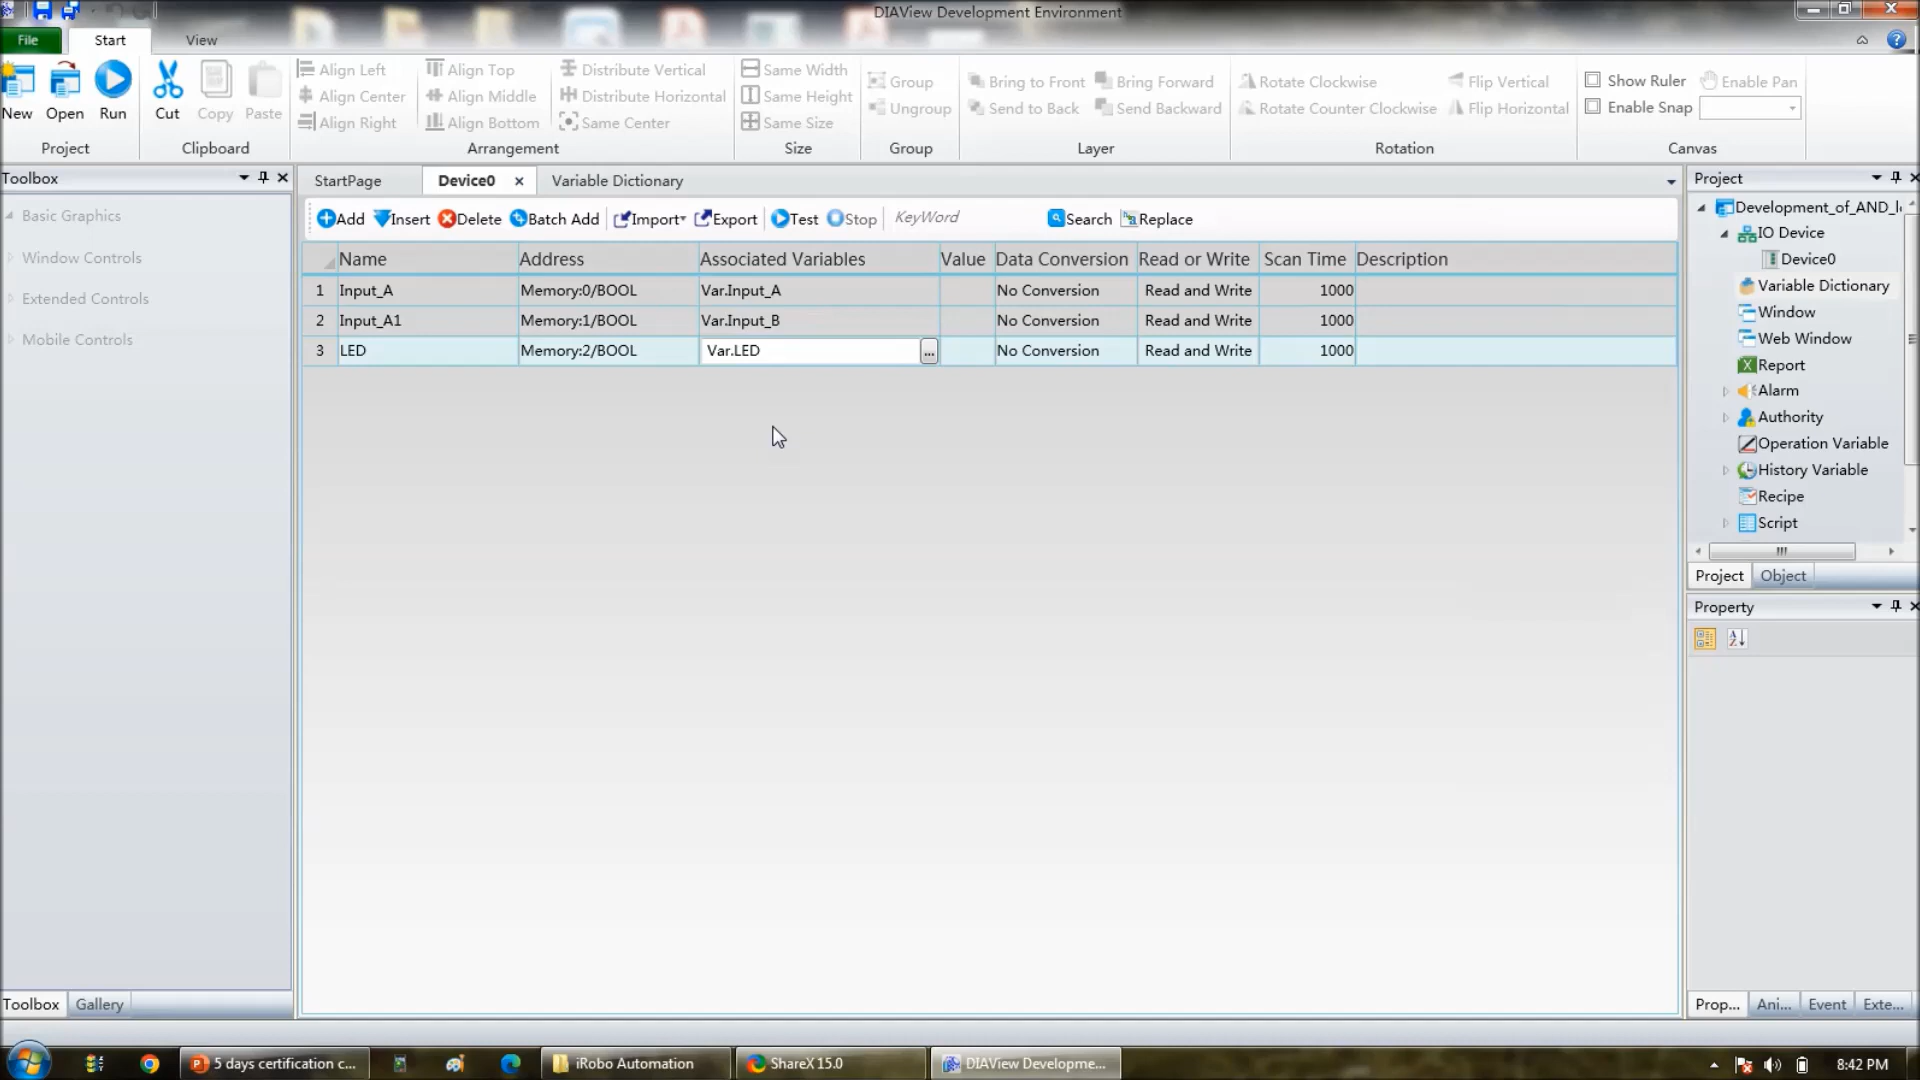 DIAView Development Environment
File Start View
New Open Run
Project
Cut Copy Paste
Clipboard
Align Left Align Top Distribute Vertical
Align Center Align Middle Distribute Horizontal
Align Right Align Bottom Same Center
Arrangement
Same Width
Same Height
Same Size
Size
Group
Ungroup
Group
Bring to Front Bring Forward
Send to Back Send Backward
Layer
Rotate Clockwise Flip Vertical
Rotate Counter Clockwise Flip Horizontal
Rotation
Show Ruler Enable Pan
Enable Snap
Canvas
Toolbox
Basic Graphics
Window Controls
Extended Controls
Mobile Controls
Toolbox Gallery
StartPage Device0 Variable Dictionary
Add Insert Delete Batch Add Import Export Test Stop KeyWord Search Replace
Name Address Associated Variables Value Data Conversion Read or Write Scan Time Description
1 Input_A Memory:0/BOOL Var.Input_A No Conversion Read and Write 1000
2 Input_A1 Memory:1/BOOL Var.Input_B No Conversion Read and Write 1000
3 LED Memory:2/BOOL Var.LED ... No Conversion Read and Write 1000
Project
Development_of_AND_l
IO Device
Device0
Variable Dictionary
Window
Web Window
Report
Alarm
Authority
Operation Variable
History Variable
Recipe
Script
Project Object
Property
Prop... Ani... Event Exte...
5 days certification c... iRobo Automation ShareX 15.0 DIAView Developme... 8:42 PM